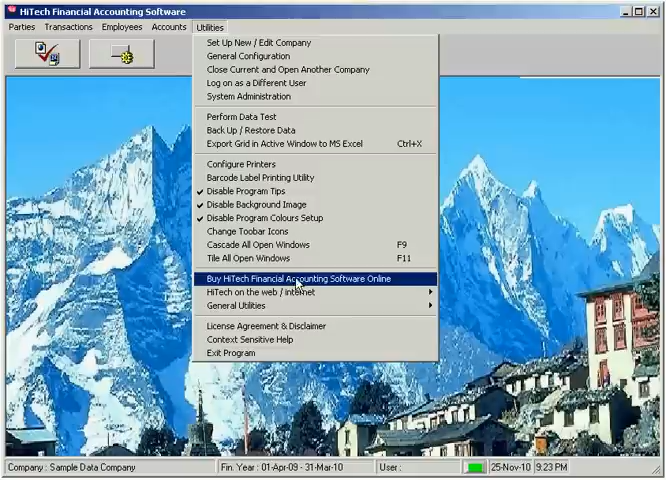 HiTech Financial Accounting Software
Parties Transactions Employees Accounts Utilities
Set Up New / Edit Company
General Configuration
Close Current and Open Another Company
Log on as a Different User
System Administration
Perform Data Test
Back Up / Restore Data
Export Grid in Active Window to MS Excel Ctrl+X
Configure Printers
Barcode Label Printing Utility
Disable Program Tips
Disable Background Image
Disable Program Colours Setup
Change Toobar Icons
Cascade All Open Windows F9
Tile All Open Windows F11
Buy HiTech Financial Accounting Software Online
HiTech on the web / internet
General Utilities
License Agreement & Disclaimer
Context Sensitive Help
Exit Program
Company : Sample Data Company Fin. Year : 01-Apr-09 - 31-Mar-10 User : 25-Nov-10 9:23 PM